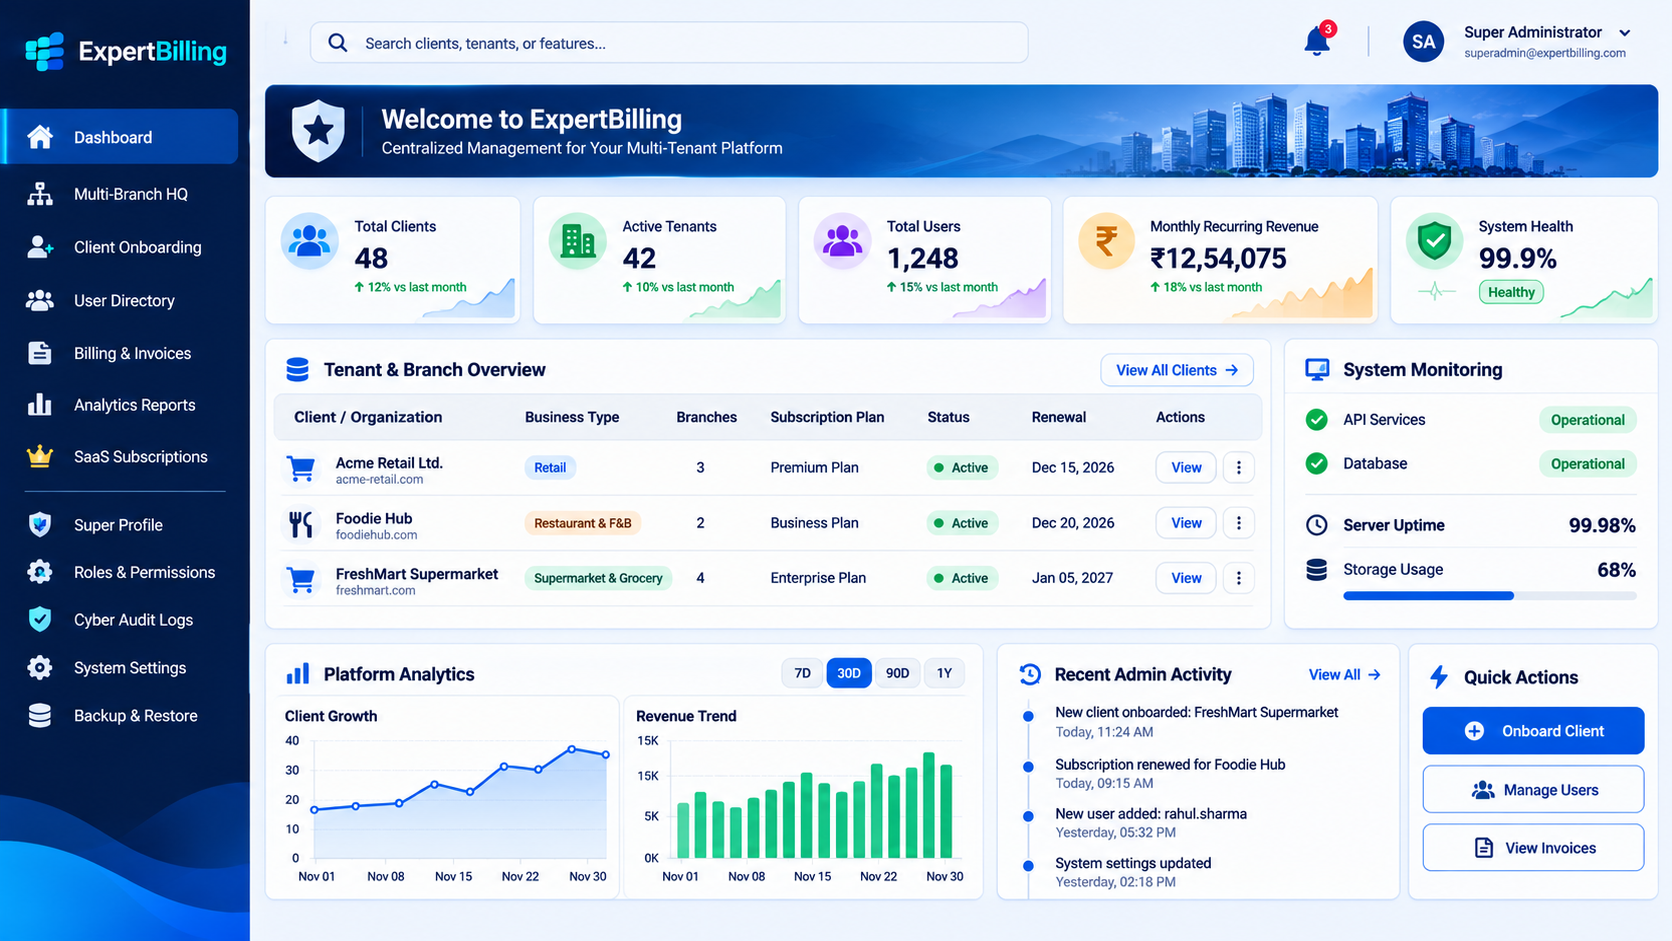 ExpertBilling
Dashboard
Multi-Branch HQ
Client Onboarding
User Directory
Billing & Invoices
Analytics Reports
SaaS Subscriptions
Super Profile
Roles & Permissions
Cyber Audit Logs
System Settings
Backup & Restore
Search clients, tenants, or features...
3
SA
Super Administrator
superadmin@expertbilling.com
Welcome to ExpertBilling
Centralized Management for Your Multi-Tenant Platform
Total Clients
48
↑ 12% vs last month
Active Tenants
42
↑ 10% vs last month
Total Users
1,248
↑ 15% vs last month
₹
Monthly Recurring Revenue
₹12,54,075
↑ 18% vs last month
System Health
99.9%
Healthy
Tenant & Branch Overview
View All Clients →
Client / Organization Business Type Branches Subscription Plan Status Renewal Actions
Acme Retail Ltd.
acme-retail.com
Retail 3 Premium Plan Active Dec 15, 2026 View
Foodie Hub
foodiehub.com
Restaurant & F&B 2 Business Plan Active Dec 20, 2026 View
FreshMart Supermarket
freshmart.com
Supermarket & Grocery 4 Enterprise Plan Active Jan 05, 2027 View
System Monitoring
API Services Operational
Database Operational
Server Uptime 99.98%
Storage Usage 68%
Platform Analytics
7D 30D 90D 1Y
Client Growth
40
30
20
10
0
Nov 01 Nov 08 Nov 15 Nov 22 Nov 30
Revenue Trend
15K
15K
5K
0K
Nov 01 Nov 08 Nov 15 Nov 22 Nov 30
Recent Admin Activity
View All →
New client onboarded: FreshMart Supermarket
Today, 11:24 AM
Subscription renewed for Foodie Hub
Today, 09:15 AM
New user added: rahul.sharma
Yesterday, 05:32 PM
System settings updated
Yesterday, 02:18 PM
Quick Actions
Onboard Client
Manage Users
View Invoices